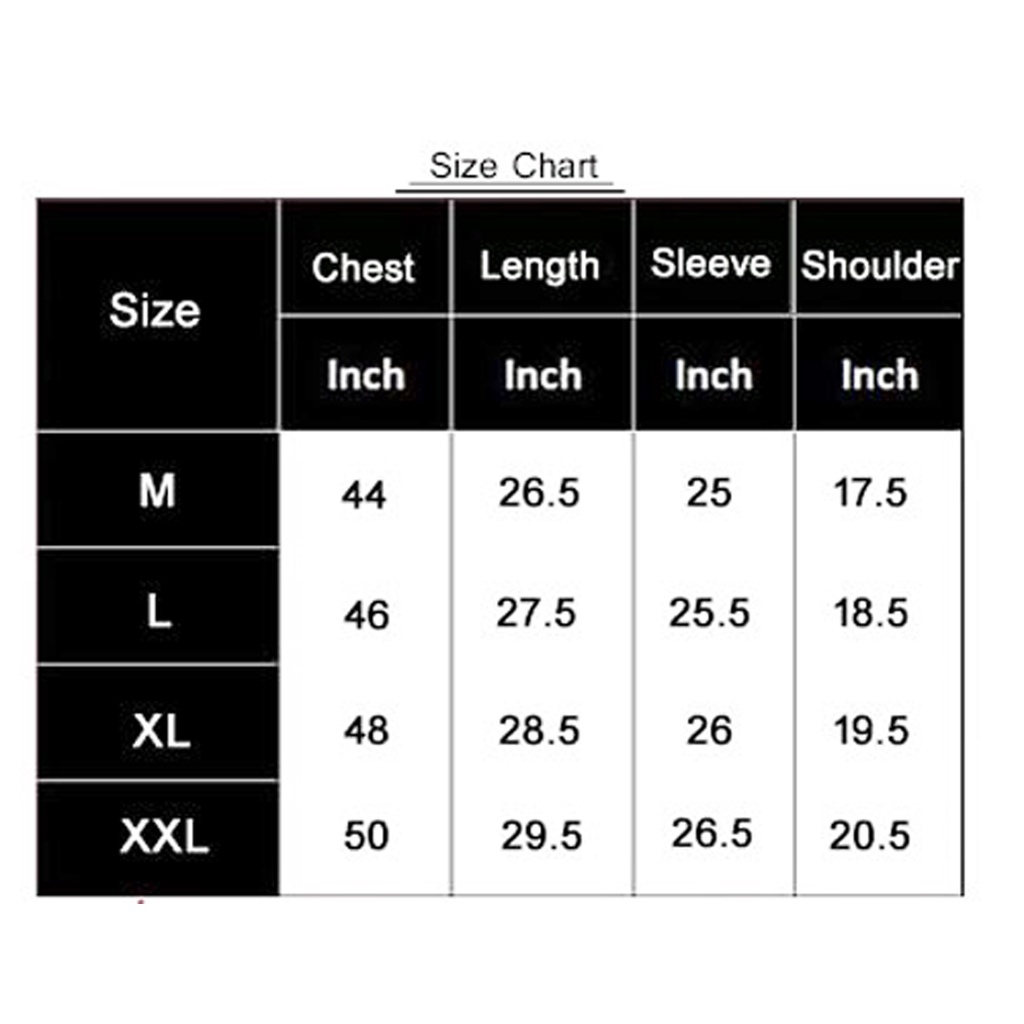 Size Chart
Size Chest Length Sleeve Shoulder
Inch Inch Inch Inch
M 44 26.5 25 17.5
L 46 27.5 25.5 18.5
XL 48 28.5 26 19.5
XXL 50 29.5 26.5 20.5